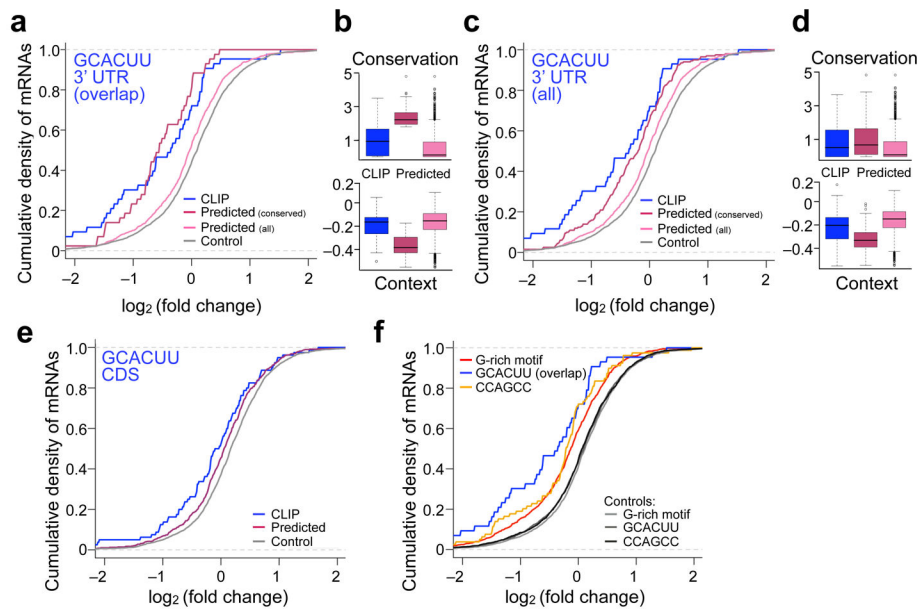 a
Cumulative density of mRNAs
1.0
0.8
0.6
0.4
0.2
0
GCACUU
3' UTR
(overlap)
CLIP
Predicted (conserved)
Predicted (all)
Control
−2
−1
0
1
2
log2 (fold change)
b
Conservation
5
3
1
CLIP Predicted
0.2
0
−0.2
−0.4
Context
c
Cumulative density of mRNAs
1.0
0.8
0.6
0.4
0.2
0
GCACUU
3' UTR
(all)
CLIP
Predicted (conserved)
Predicted (all)
Control
−2
−1
0
1
2
log2 (fold change)
d
Conservation
5
3
1
CLIP Predicted
0.2
0
−0.2
−0.4
Context
e
Cumulative density of mRNAs
1.0
0.8
0.6
0.4
0.2
0
GCACUU
CDS
CLIP
Predicted
Control
−2
−1
0
1
2
log2 (fold change)
f
Cumulative density of mRNAs
1.0
0.8
0.6
0.4
0.2
0
G-rich motif
GCACUU (overlap)
CCAGCC
Controls:
G-rich motif
GCACUU
CCAGCC
−2
−1
0
1
2
log2 (fold change)